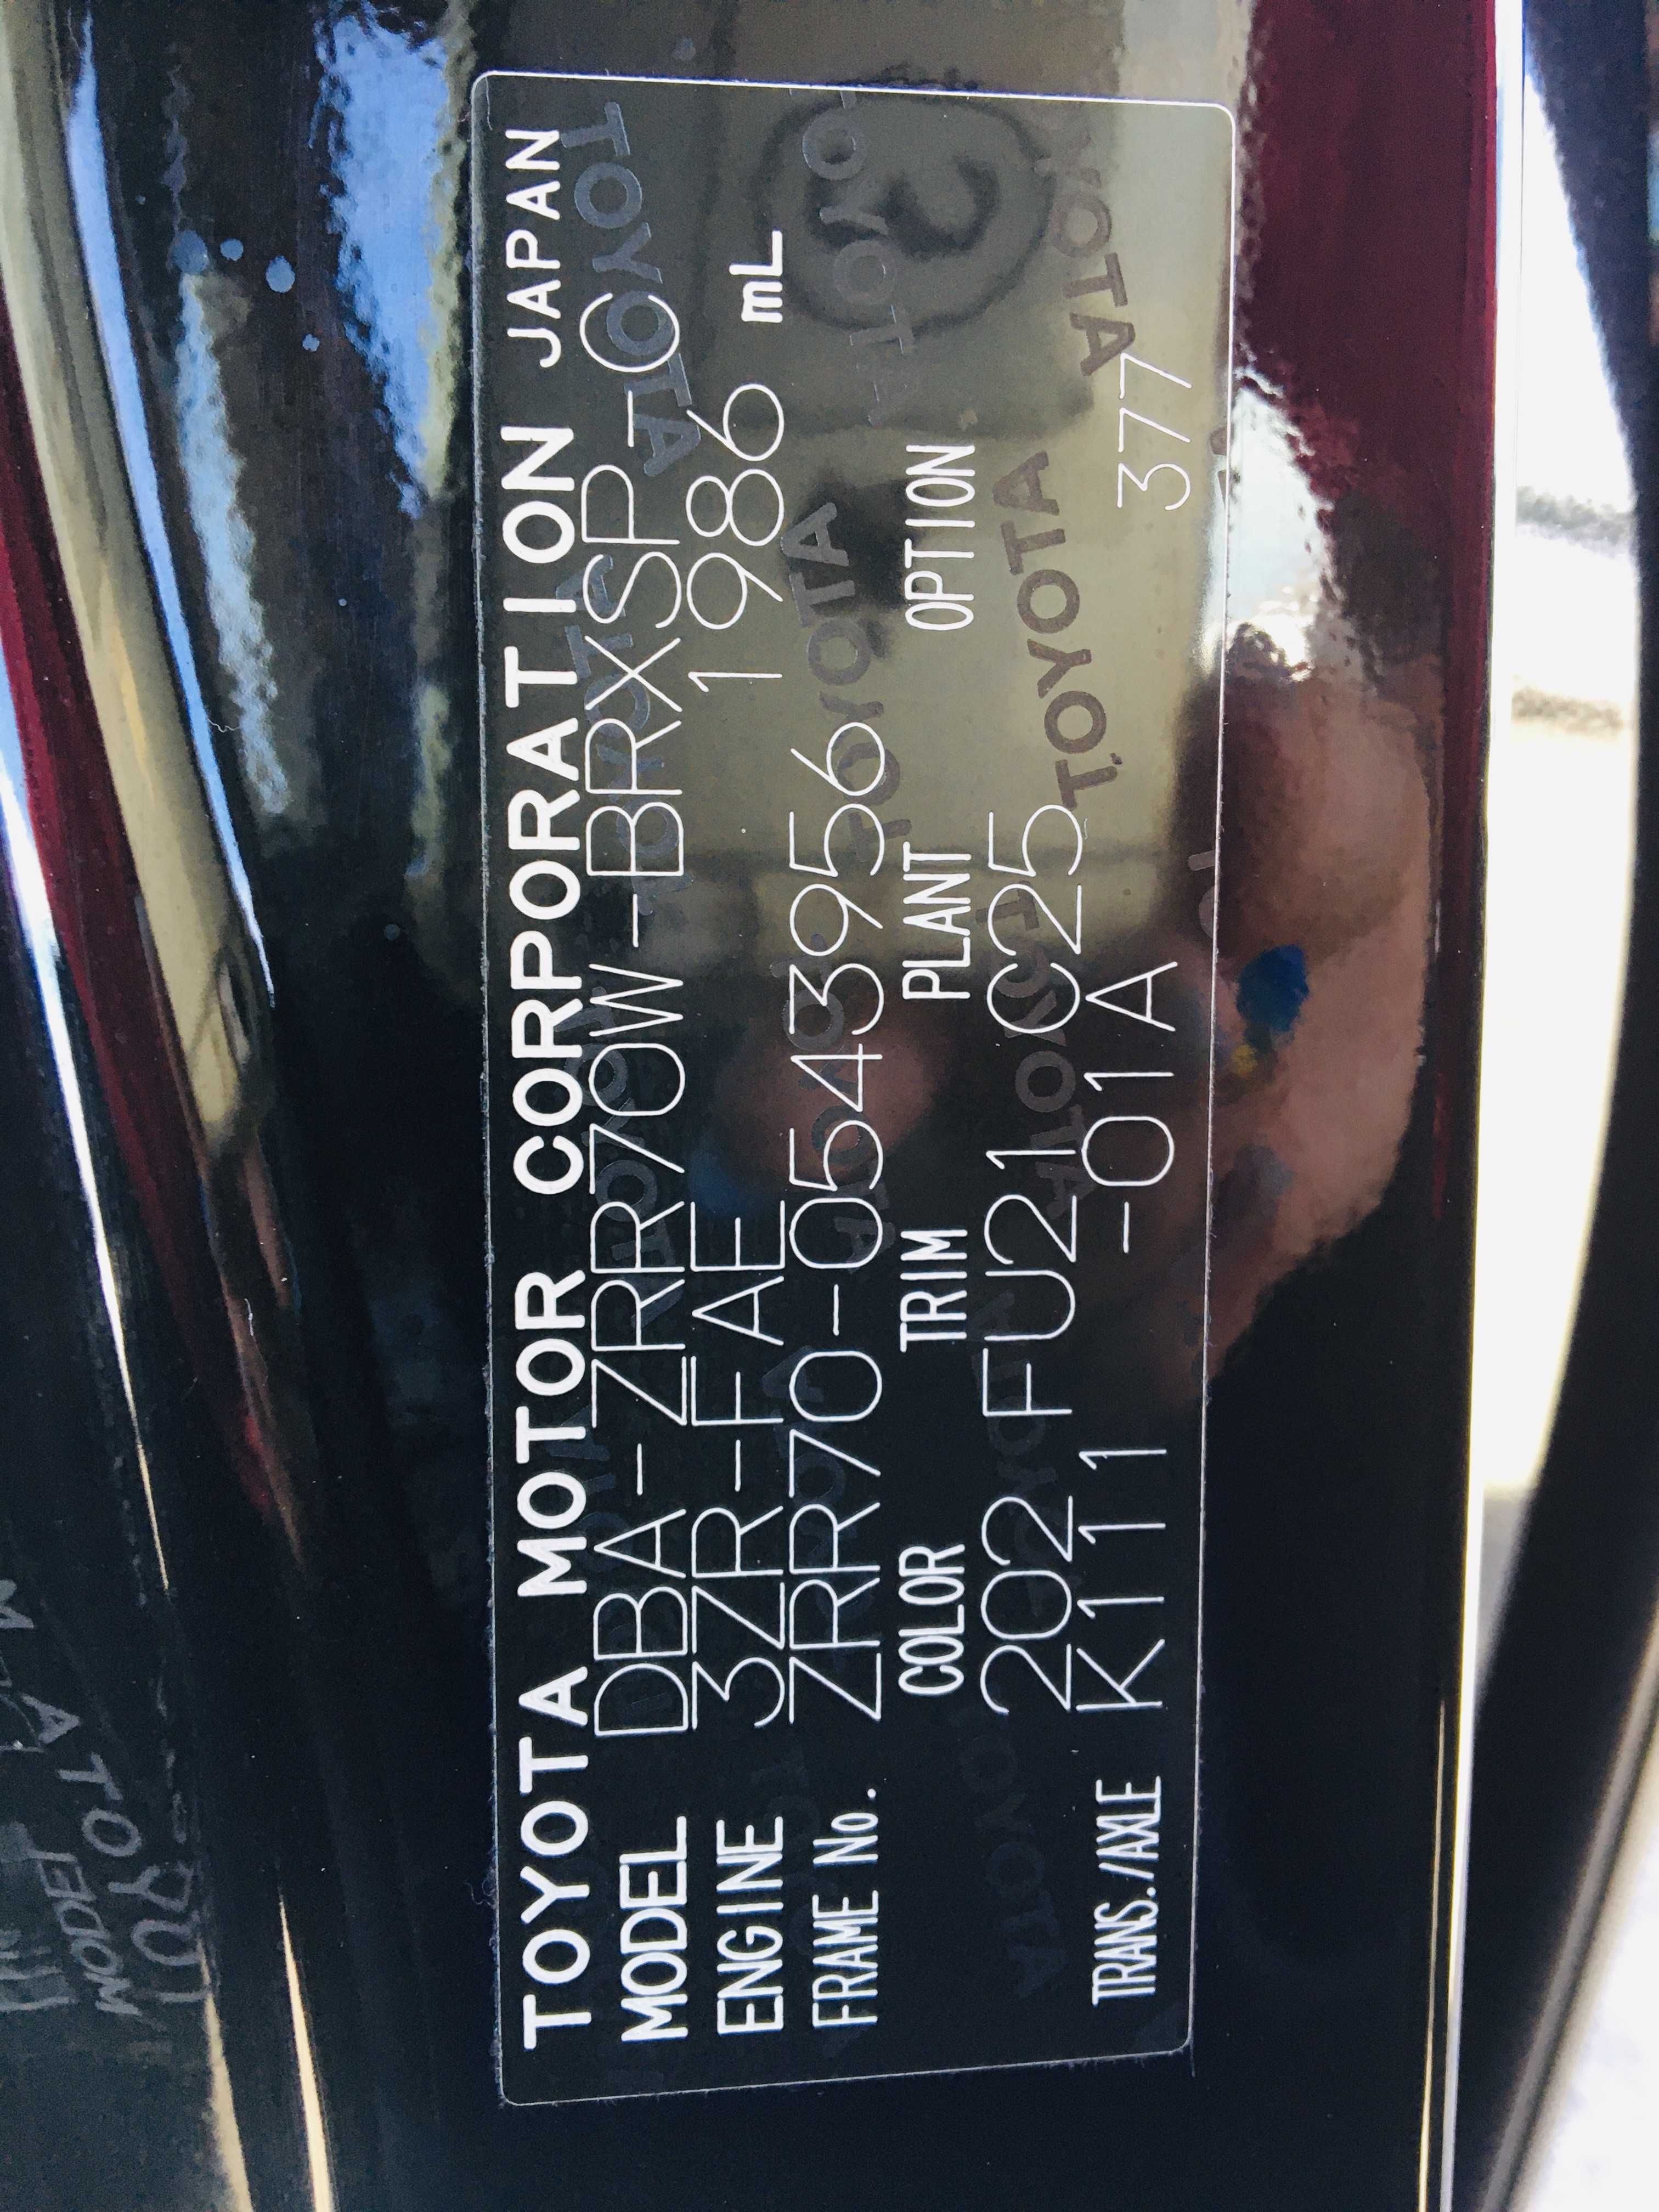 TOYOTA MOTOR CORPORATION JAPAN
MODEL DBA-ZRR70W-BRXSP-C
ENGINE 3ZR-FAE 1986 mL
FRAME No. ZRR70-0543956
COLOR TRIM PLANT OPTION
202 FU21 C25
TRANS./AXLE K111 -01A 377